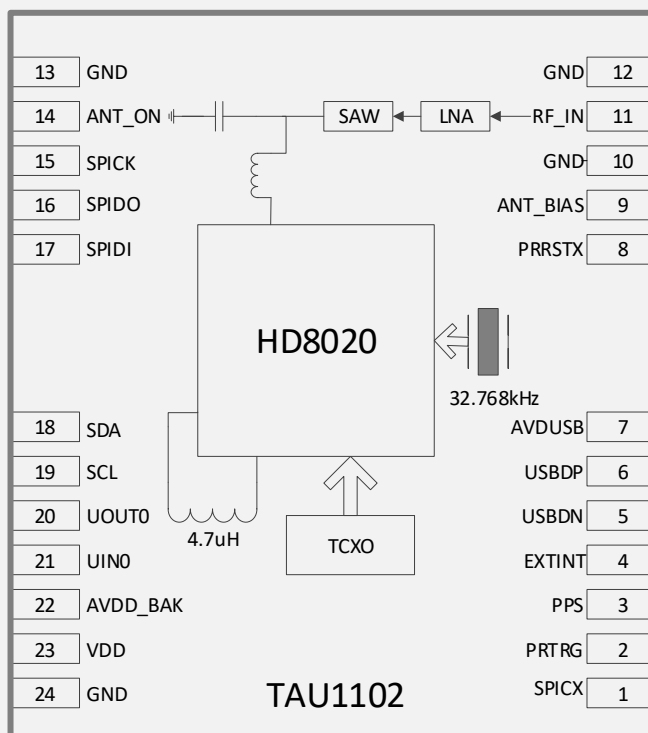 13 GND
14 ANT_ON
15 SPICK
16 SPIDO
17 SPIDI
18 SDA
19 SCL
20 UOUT0
21 UIN0
22 AVDD_BAK
23 VDD
24 GND
SAW
LNA
HD8020
32.768kHz
4.7uH
TCXO
TAU1102
GND 12
RF_IN 11
GND 10
ANT_BIAS 9
PRRSTX 8
AVDUSB 7
USBDP 6
USBDN 5
EXTINT 4
PPS 3
PRTRG 2
SPICX 1